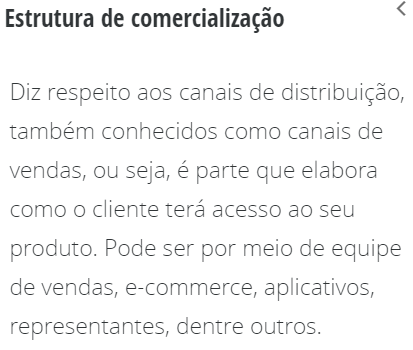 Estrutura de comercialização
Diz respeito aos canais de distribuição,
também conhecidos como canais de
vendas, ou seja, é parte que elabora
como o cliente terá acesso ao seu
produto. Pode ser por meio de equipe
de vendas, e-commerce, aplicativos,
representantes, dentre outros.